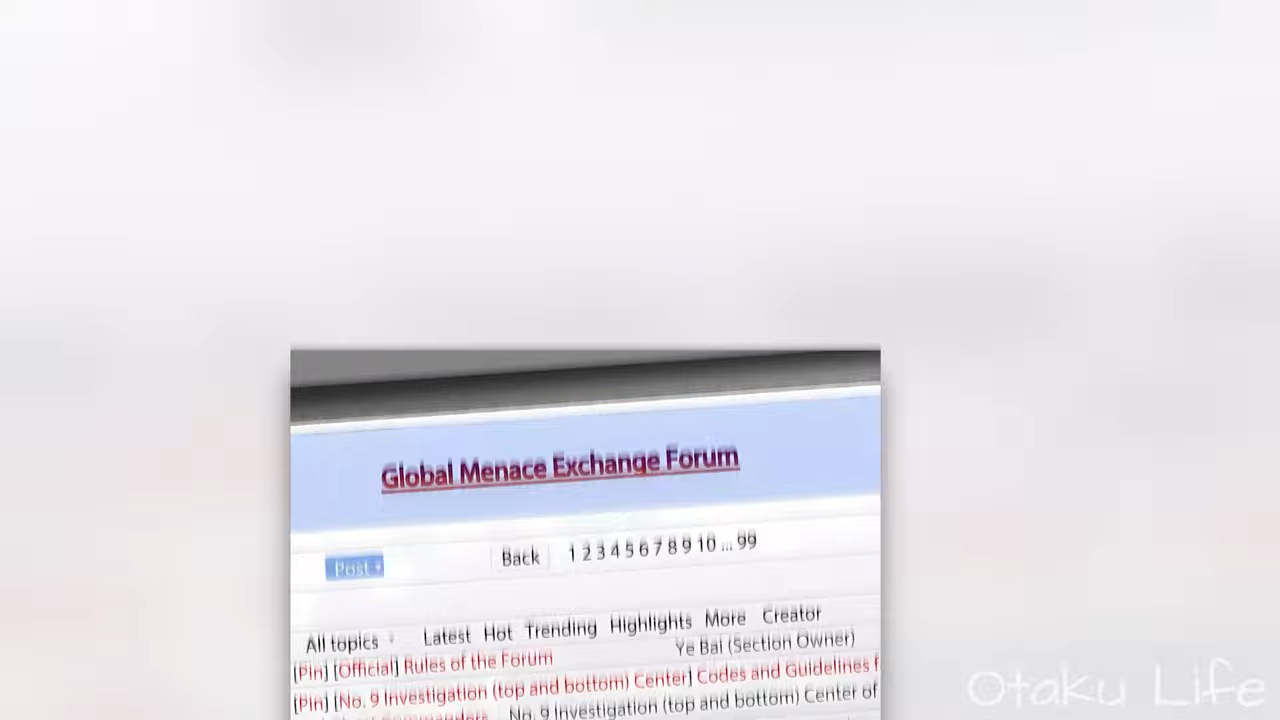 Global Menace Exchange Forum
Post Back 1 2 3 4 5 6 7 8 9 10 ... 99
All topics Latest Hot Trending Highlights More Creator
[Pin] [Official] Rules of the Forum Ye Bai (Section Owner)
[Pin] [No. 9 Investigation (top and bottom) Center] Codes and Guidelines f
Commanders No. 9 Investigation (top and bottom) Center of
Otaku Life